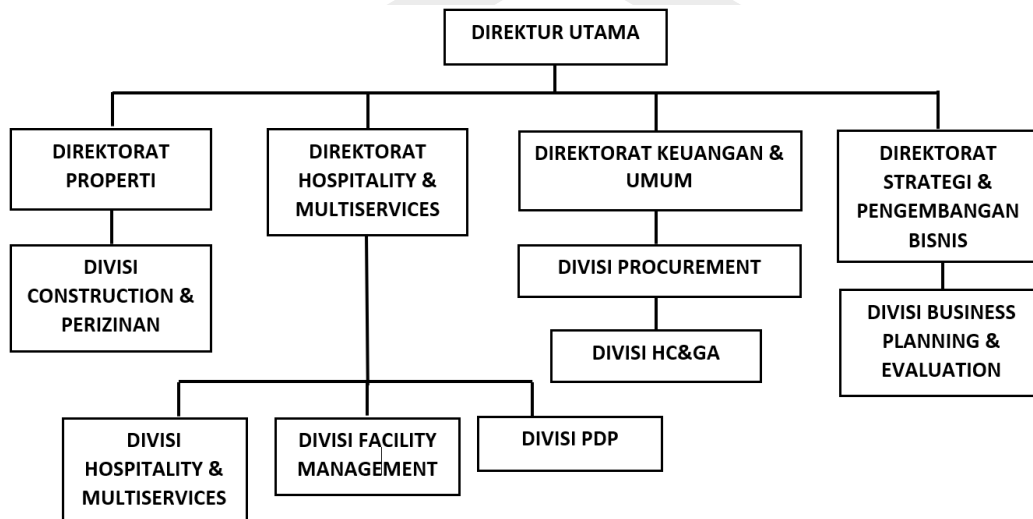 DIREKTUR UTAMA
DIREKTORAT
PROPERTI
DIREKTORAT
HOSPITALITY &
MULTISERVICES
DIREKTORAT KEUANGAN &
UMUM
DIREKTORAT
STRATEGI &
PENGEMBANGAN
BISNIS
DIVISI
CONSTRUCTION &
PERIZINAN
DIVISI PROCUREMENT
DIVISI HC&GA
DIVISI BUSINESS
PLANNING &
EVALUATION
DIVISI
HOSPITALITY &
MULTISERVICES
DIVISI FACILITY
MANAGEMENT
DIVISI PDP